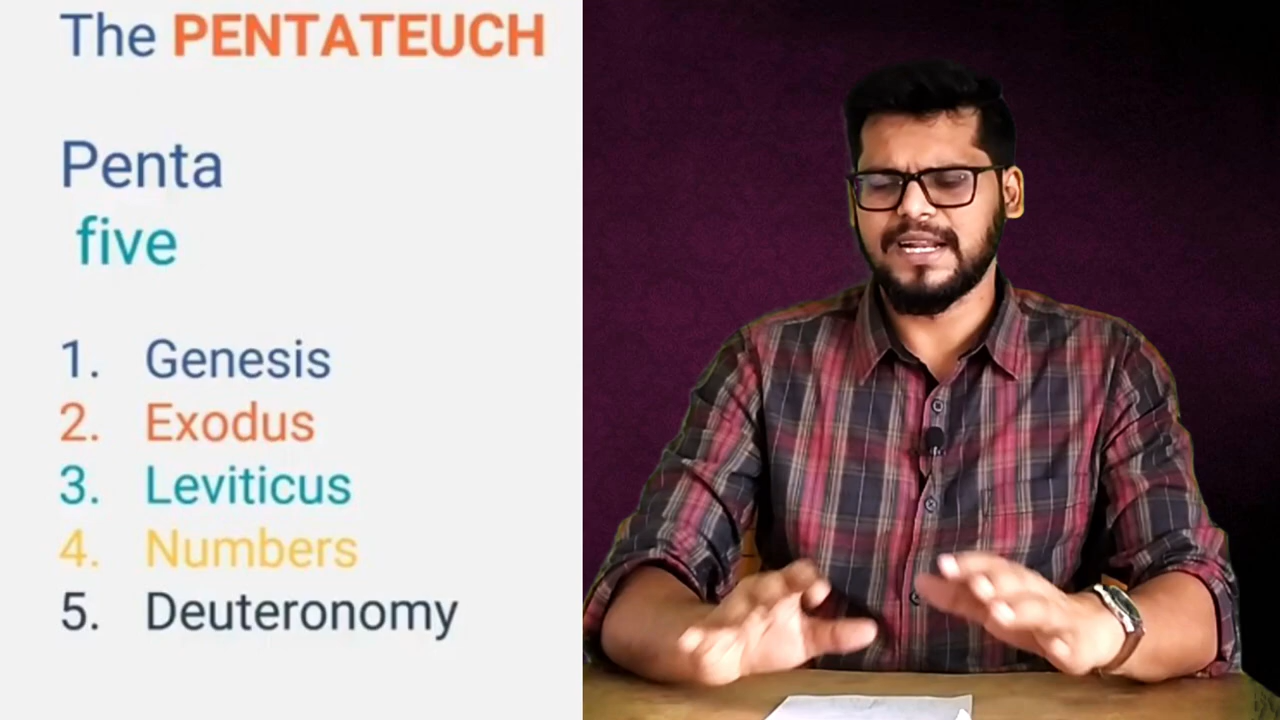 The PENTATEUCH
Penta
five
1. Genesis
2. Exodus
3. Leviticus
4. Numbers
5. Deuteronomy